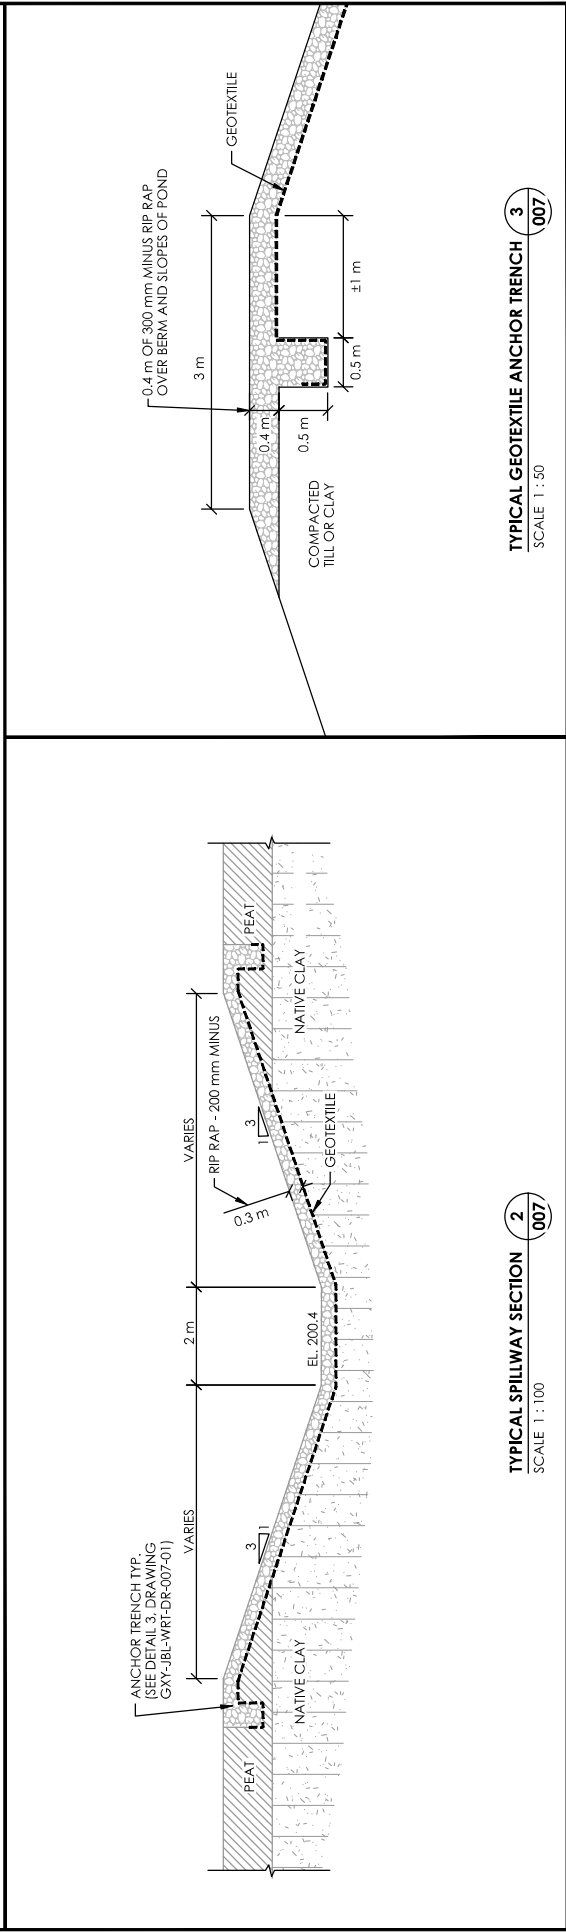 ANCHOR TRENCH TYP.
(SEE DETAIL 3, DRAWING
GXY-JBL-WRT-DR-007-01)
VARIES
2 m
VARIES
RIP RAP - 200 mm MINUS
0.3 m
3
1
1
3
PEAT
PEAT
EL. 200.4
NATIVE CLAY
NATIVE CLAY
GEOTEXTILE
TYPICAL SPILLWAY SECTION
SCALE 1 : 100
2
007
0.4 m OF 300 mm MINUS RIP RAP
OVER BERM AND SLOPES OF POND
GEOTEXTILE
3 m
0.4 m
0.5 m
0.5 m
±1 m
COMPACTED
TILL OR CLAY
TYPICAL GEOTEXTILE ANCHOR TRENCH
SCALE 1 : 50
3
007